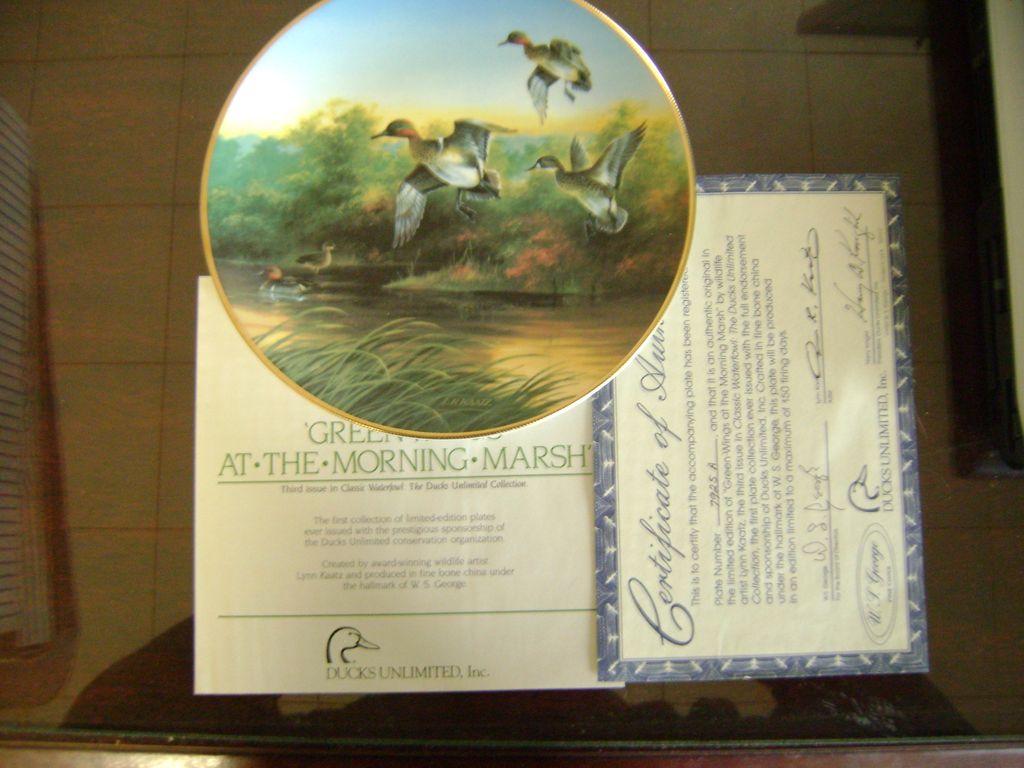 KAATZ
'GREEN
AT•THE•MORNING•MARSH'
Third issue in Classic Waterfowl: The Ducks Unlimited Collection.
The first collection of limited-edition plates
ever issued with the prestigious sponsorship of
the Ducks Unlimited conservation organization.
Created by award-winning wildlife artist
Lynn Kaatz and produced in fine bone china under
the hallmark of W. S. George.
DUCKS UNLIMITED, Inc.
Certificate of
This is to certify that the accompanying plate has been registered
Plate Number 7925 A, and that it is an authentic original in
the limited edition of "Green Wings at the Morning Marsh" by wildlife
artist Lynn Kaatz, the third issue in Classic Waterfowl: The Ducks Unlimited
Collection, the first plate collection ever issued with the full endorsement
and sponsorship of Ducks Unlimited, Inc. Crafted in fine bone china
under the hallmark of W. S. George, this plate will be produced
in an edition limited to a maximum of 150 firing days.
W. S. George
DUCKS UNLIMITED, Inc.